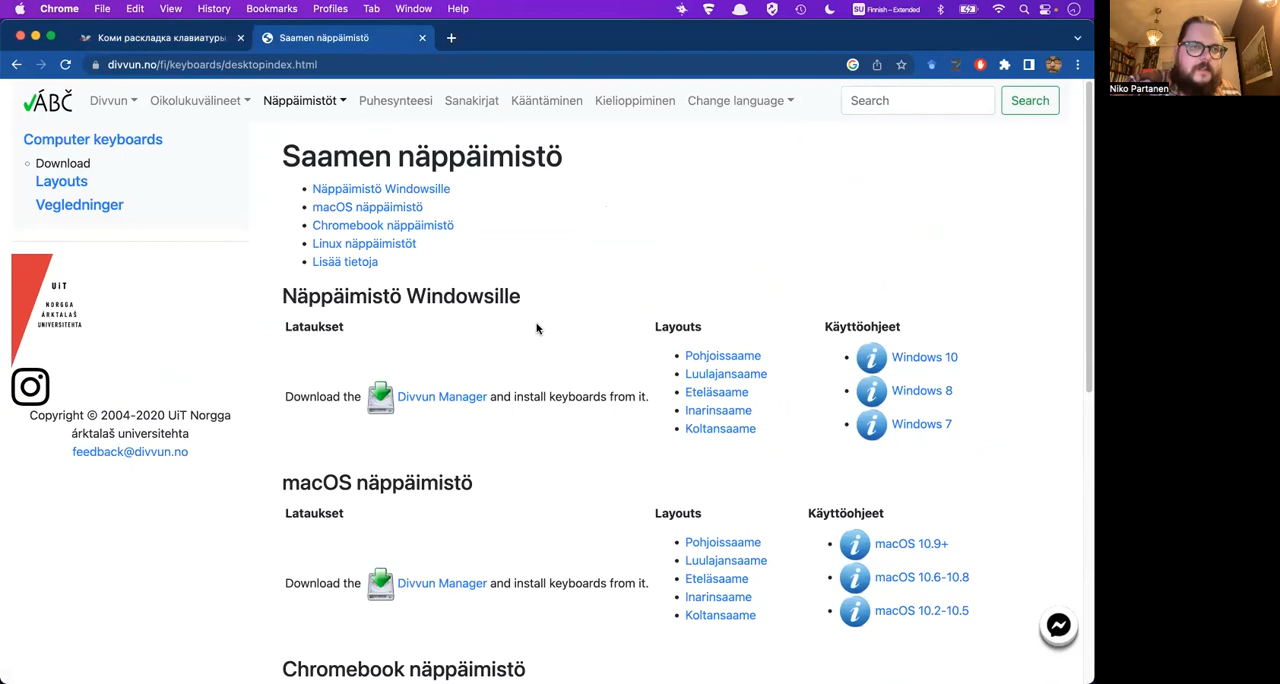 Chrome File Edit View History Bookmarks Profiles Tab Window Help SU Finnish – Extended
Коми раскладка клавиатуры Saamen näppäimistö
divvun.no/fi/keyboards/desktopindex.html
Niko Partanen
ÁBČ Divvun Oikolukuvälineet Näppäimistöt Puhesynteesi Sanakirjat Kääntäminen Kielioppiminen Change language Search Search
Computer keyboards
Download
Layouts
Vegledninger
UiT
NORGGA
ÁRKTALAŠ
UNIVERSITEHTA
Copyright © 2004-2020 UiT Norgga
árktalaš universitehta
feedback@divvun.no
Saamen näppäimistö
Näppäimistö Windowsille
macOS näppäimistö
Chromebook näppäimistö
Linux näppäimistöt
Lisää tietoja
Näppäimistö Windowsille
Lataukset Layouts Käyttöohjeet
Download the Divvun Manager and install keyboards from it.
Pohjoissaame
Luulajansaame
Eteläsaame
Inarinsaame
Koltansaame
Windows 10
Windows 8
Windows 7
macOS näppäimistö
Lataukset Layouts Käyttöohjeet
Download the Divvun Manager and install keyboards from it.
Pohjoissaame
Luulajansaame
Eteläsaame
Inarinsaame
Koltansaame
macOS 10.9+
macOS 10.6-10.8
macOS 10.2-10.5
Chromebook näppäimistö